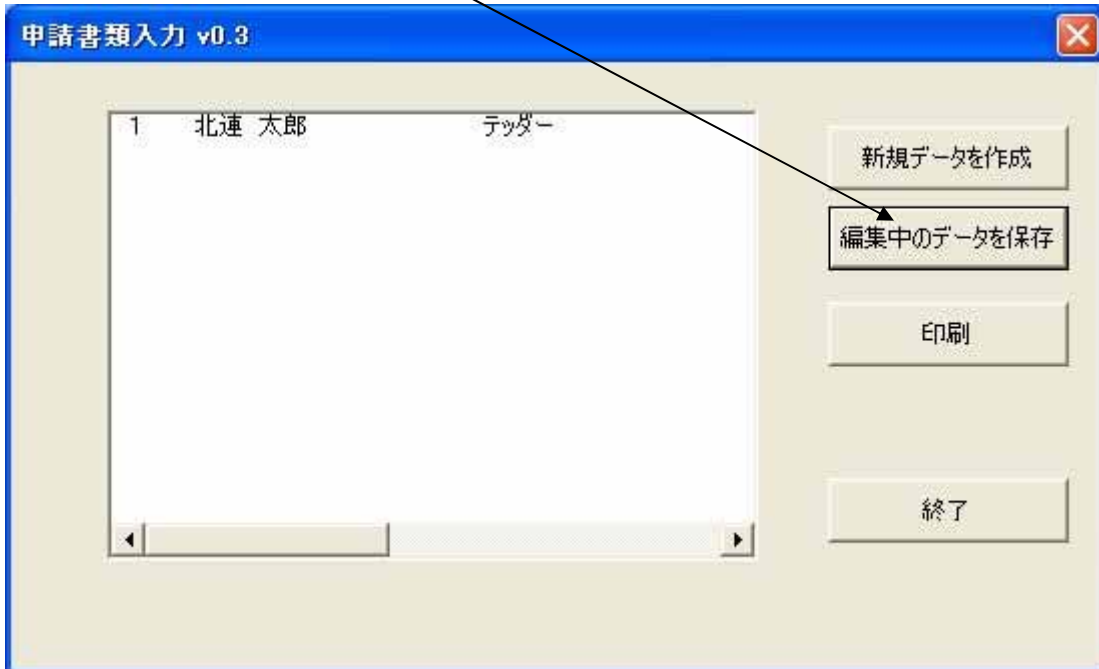 申請書類入力 v0.3
1 北連 太郎 テッダー
新規データを作成
編集中のデータを保存
印刷
終了